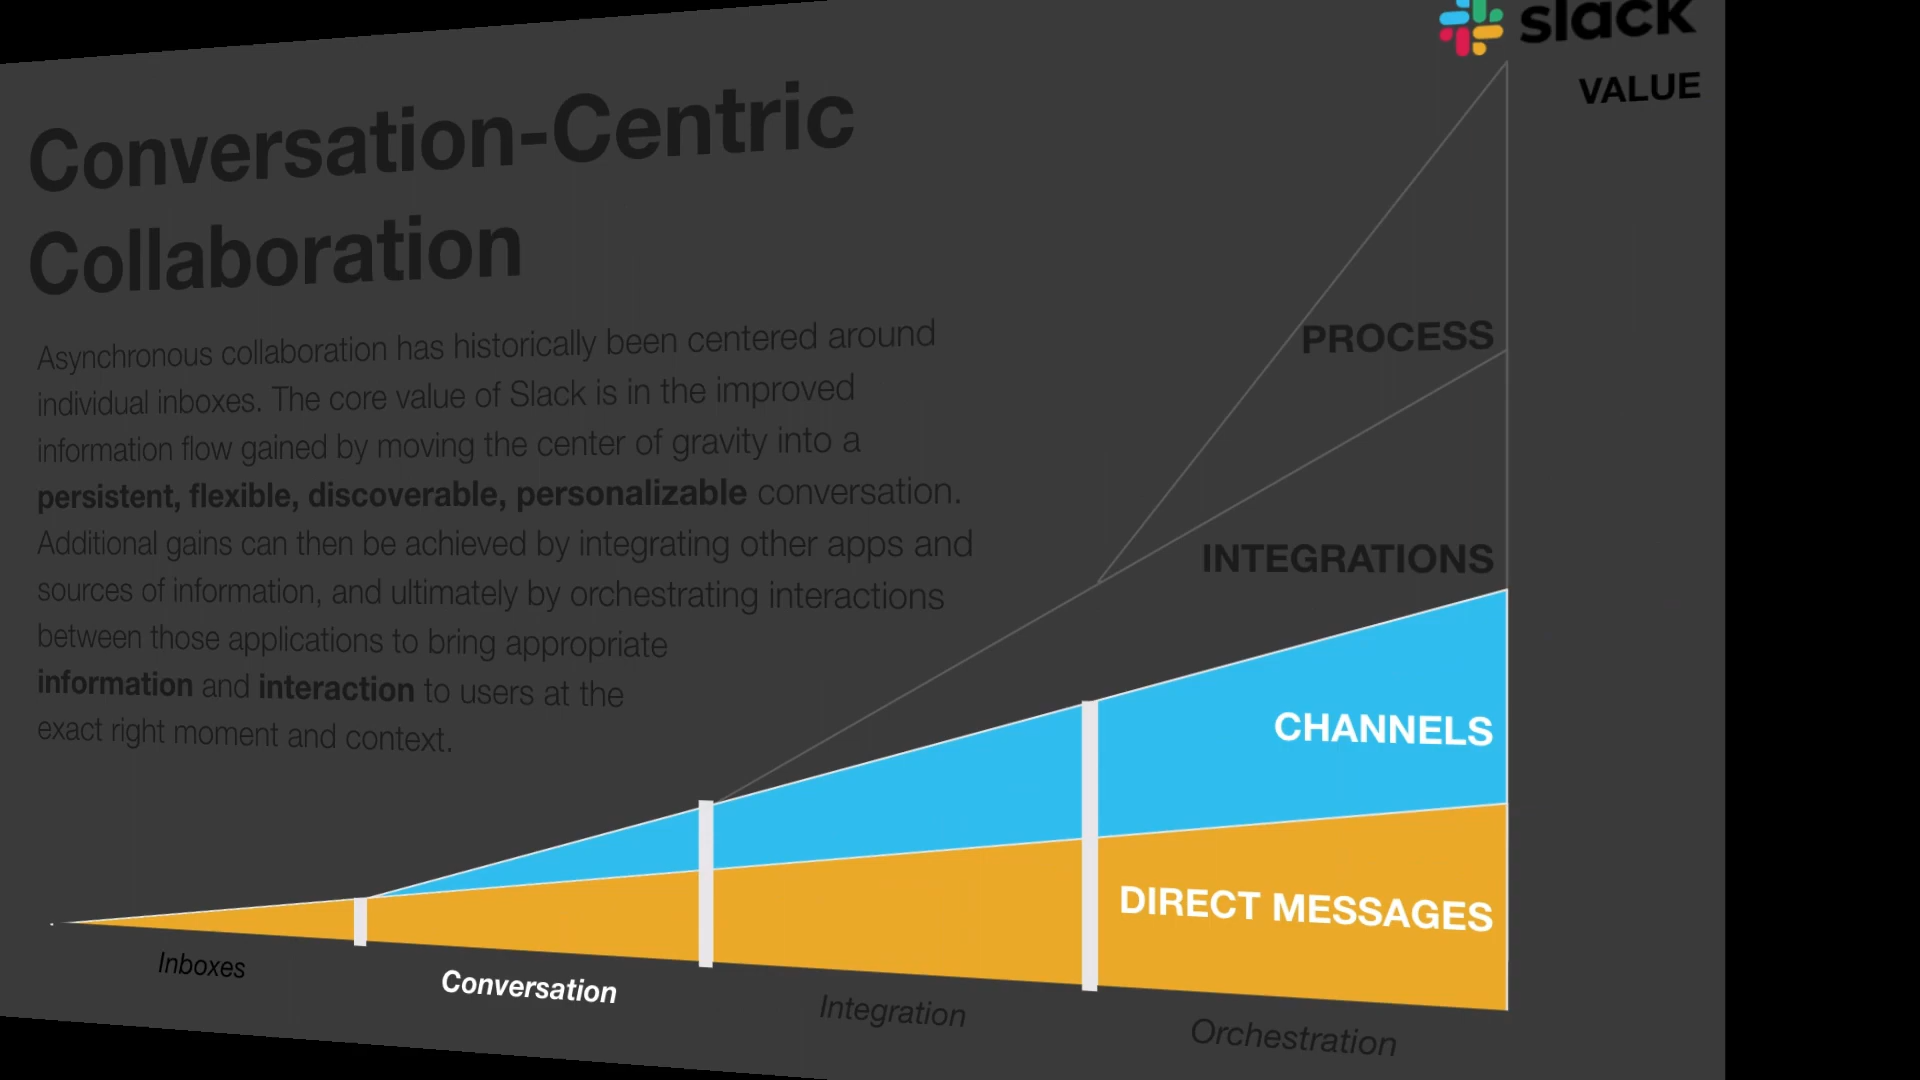 slack
VALUE
Conversation-Centric
Collaboration
Asynchronous collaboration has historically been centered around
individual inboxes. The core value of Slack is in the improved
information flow gained by moving the center of gravity into a
persistent, flexible, discoverable, personalizable conversation.
Additional gains can then be achieved by integrating other apps and
sources of information, and ultimately by orchestrating interactions
between those applications to bring appropriate
information and interaction to users at the
exact right moment and context.
PROCESS
INTEGRATIONS
CHANNELS
DIRECT MESSAGES
Inboxes
Conversation
Integration
Orchestration